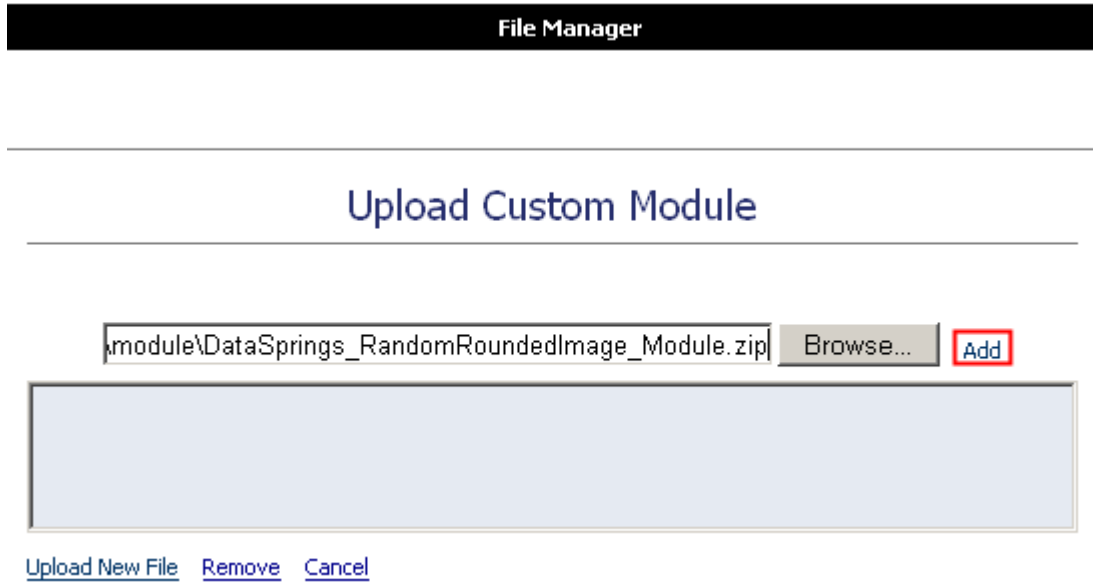 File Manager
Upload Custom Module
\module\DataSprings_RandomRoundedImage_Module.zip Browse... Add
Upload New File Remove Cancel